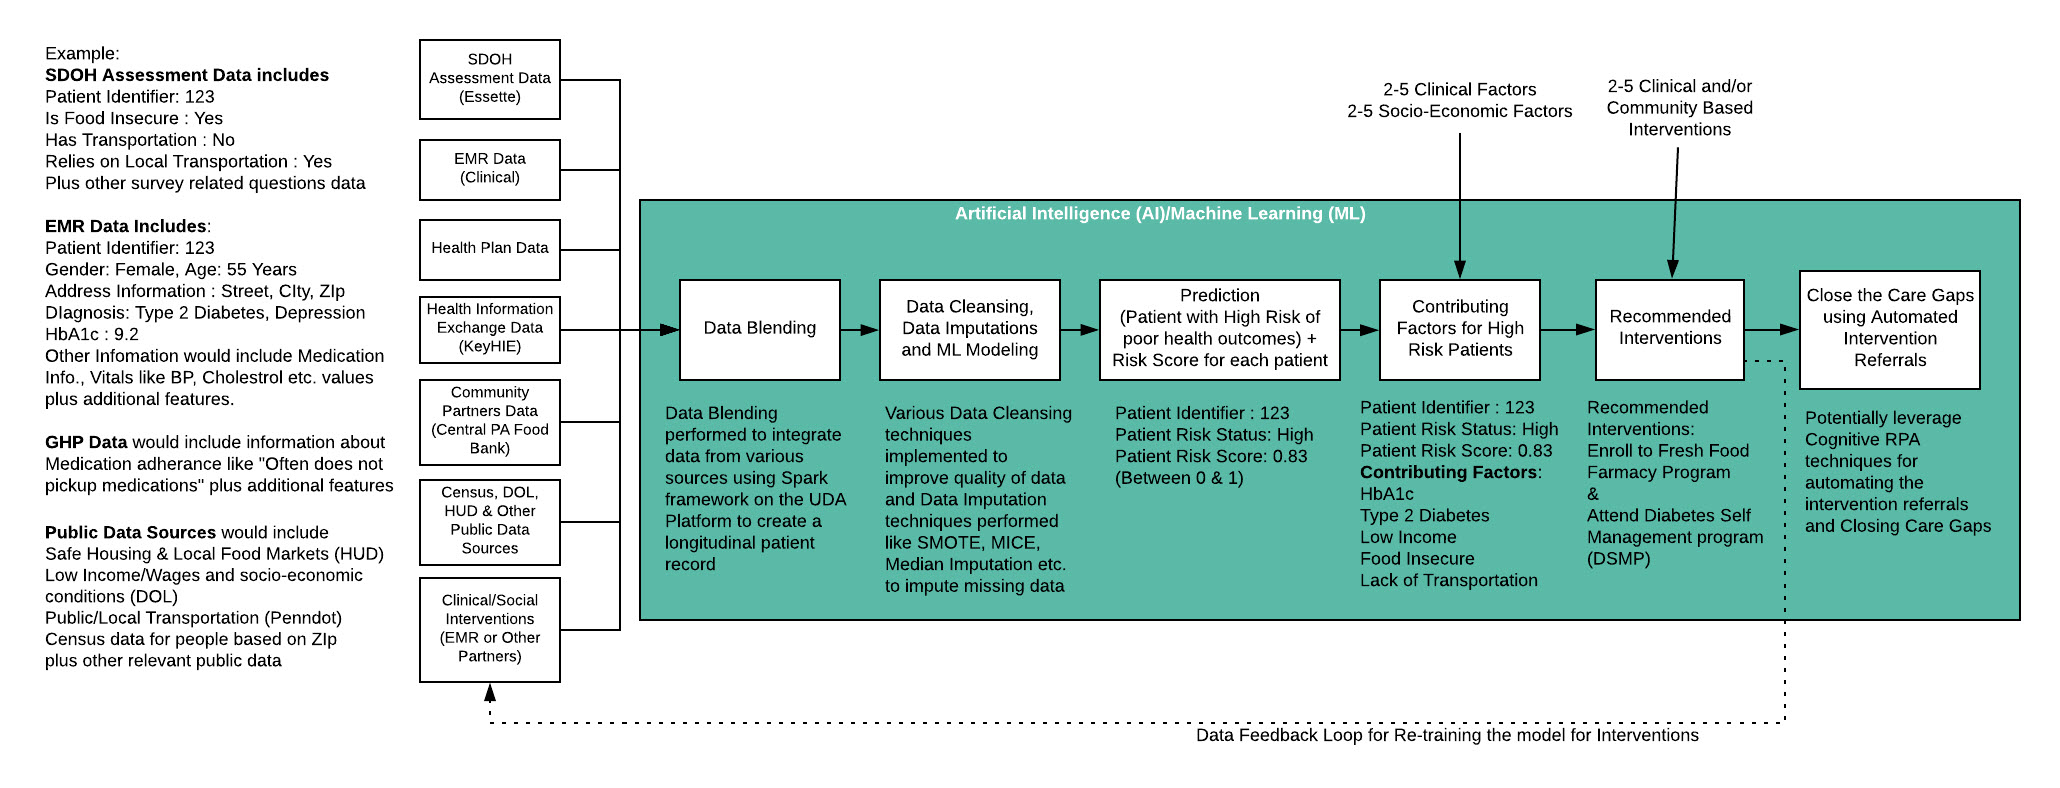 Example:
SDOH Assessment Data includes
Patient Identifier: 123
Is Food Insecure : Yes
Has Transportation : No
Relies on Local Transportation : Yes
Plus other survey related questions data
EMR Data Includes:
Patient Identifier: 123
Gender: Female, Age: 55 Years
Address Information : Street, CIty, ZIp
DIagnosis: Type 2 Diabetes, Depression
HbA1c : 9.2
Other Infomation would include Medication
Info., Vitals like BP, Cholestrol etc. values
plus additional features.
GHP Data would include information about
Medication adherance like "Often does not
pickup medications" plus additional features
Public Data Sources would include
Safe Housing & Local Food Markets (HUD)
Low Income/Wages and socio-economic
conditions (DOL)
Public/Local Transportation (Penndot)
Census data for people based on ZIp
plus other relevant public data
SDOH
Assessment Data
(Essette)
EMR Data
(Clinical)
Health Plan Data
Health Information
Exchange Data
(KeyHIE)
Community
Partners Data
(Central PA Food
Bank)
Census, DOL,
HUD & Other
Public Data
Sources
Clinical/Social
Interventions
(EMR or Other
Partners)
2-5 Clinical Factors
2-5 Socio-Economic Factors
2-5 Clinical and/or
Community Based
Interventions
Artificial Intelligence (AI)/Machine Learning (ML)
Data Blending
Data Cleansing,
Data Imputations
and ML Modeling
Prediction
(Patient with High Risk of
poor health outcomes) +
Risk Score for each patient
Contributing
Factors for High
Risk Patients
Recommended
Interventions
Close the Care Gaps
using Automated
Intervention
Referrals
Data Blending
performed to integrate
data from various
sources using Spark
framework on the UDA
Platform to create a
longitudinal patient
record
Various Data Cleansing
techniques
implemented to
improve quality of data
and Data Imputation
techniques performed
like SMOTE, MICE,
Median Imputation etc.
to impute missing data
Patient Identifier : 123
Patient Risk Status: High
Patient Risk Score: 0.83
(Between 0 & 1)
Patient Identifier : 123
Patient Risk Status: High
Patient Risk Score: 0.83
Contributing Factors:
HbA1c
Type 2 Diabetes
Low Income
Food Insecure
Lack of Transportation
Recommended
Interventions:
Enroll to Fresh Food
Farmacy Program
&
Attend Diabetes Self
Management program
(DSMP)
Potentially leverage
Cognitive RPA
techniques for
automating the
intervention referrals
and Closing Care Gaps
Data Feedback Loop for Re-training the model for Interventions